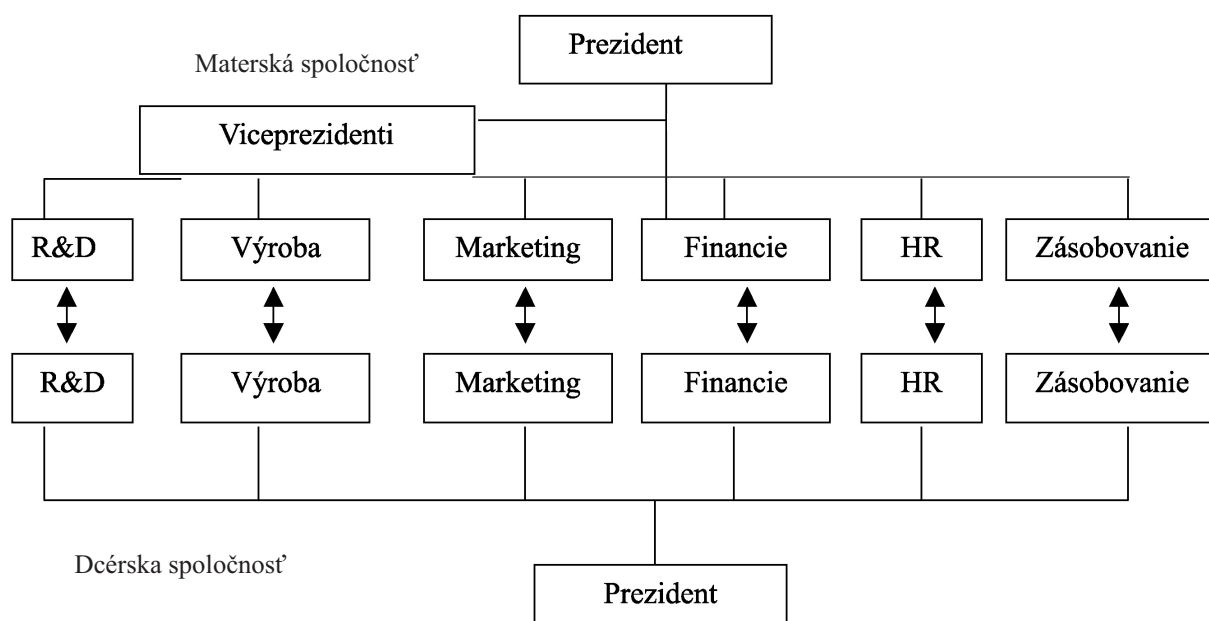 Prezident
Materská spoločnosť
Viceprezidenti
R&D
Výroba
Marketing
Financie
HR
Zásobovanie
R&D
Výroba
Marketing
Financie
HR
Zásobovanie
Dcérska spoločnosť
Prezident